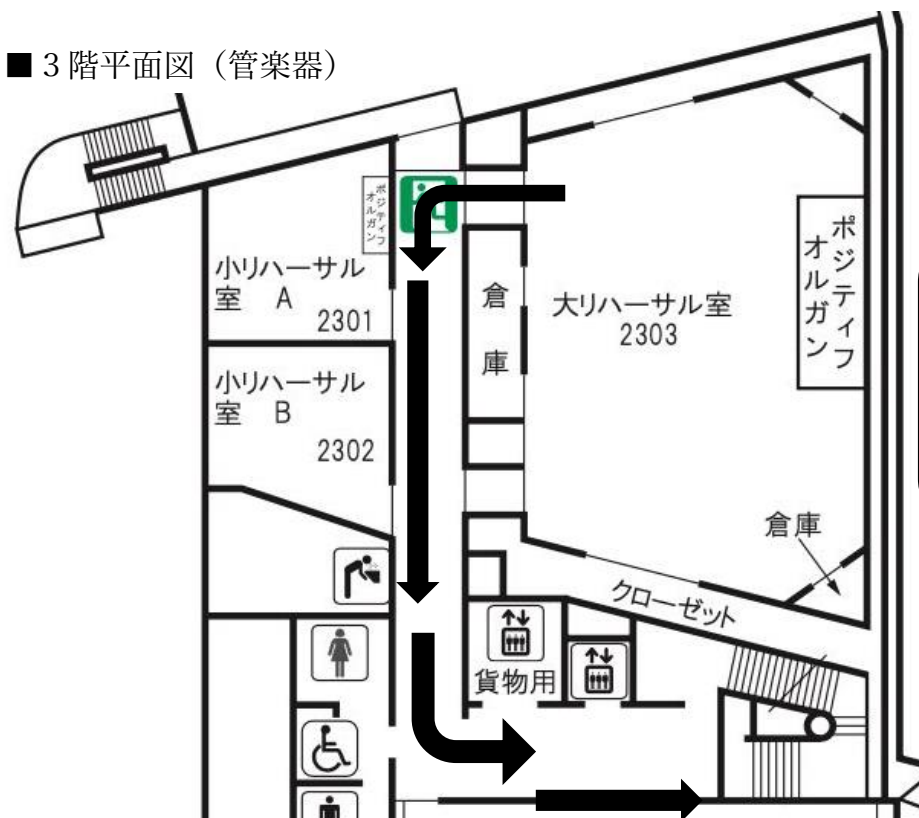 ■ 3階平面図（管楽器）
ポジティフ
オルガン
小リハーサル
室 A
2301
小リハーサル
室 B
2302
倉
庫
大リハーサル室
2303
ポジティフ
オルガン
倉庫
クローゼット
貨物用